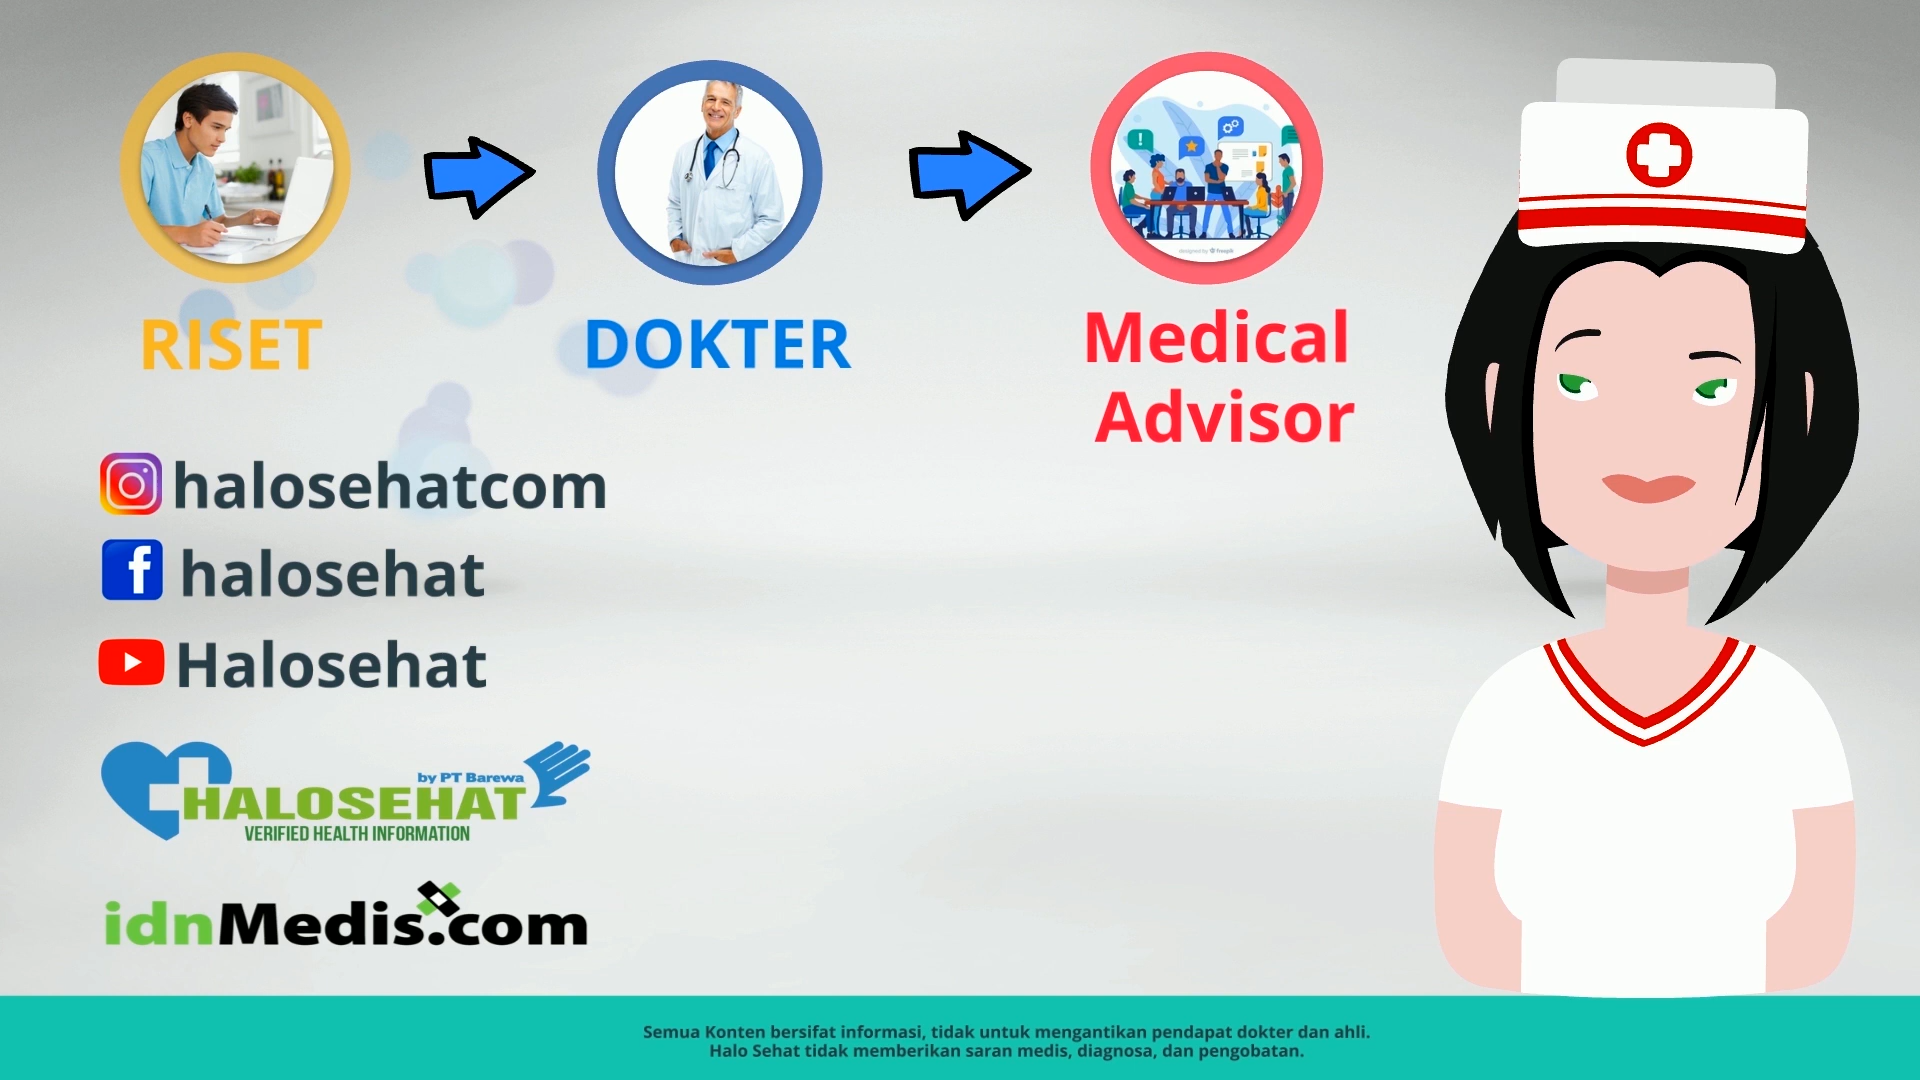 RISET
DOKTER
Medical
Advisor
halosehatcom
halosehat
Halosehat
by PT Barewa
HALOSEHAT
VERIFIED HEALTH INFORMATION
idnMedis.com
Semua Konten bersifat informasi, tidak untuk mengantikan pendapat dokter dan ahli.
Halo Sehat tidak memberikan saran medis, diagnosa, dan pengobatan.